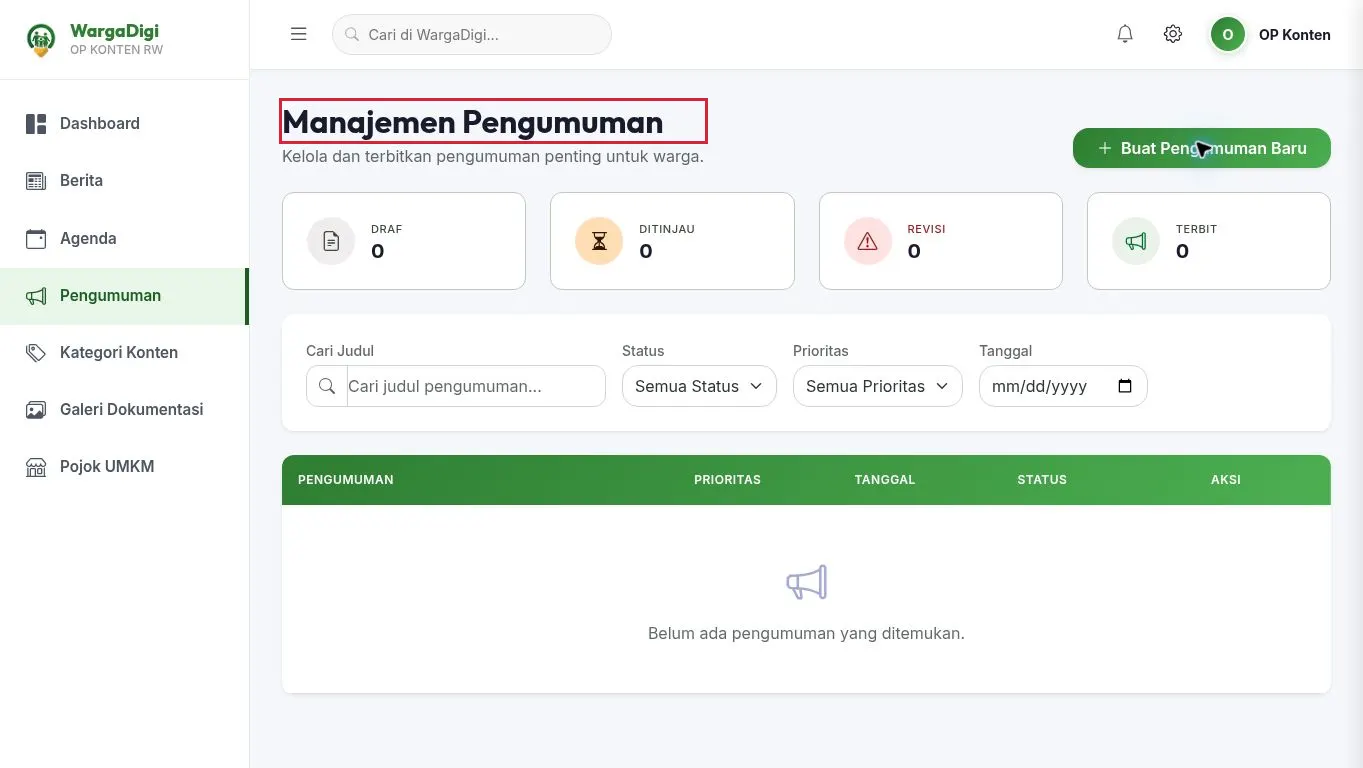 WargaDigi
OP KONTEN RW
Cari di WargaDigi...
O
OP Konten
Dashboard
Berita
Agenda
Pengumuman
Kategori Konten
Galeri Dokumentasi
Pojok UMKM
Manajemen Pengumuman
Kelola dan terbitkan pengumuman penting untuk warga.
+ Buat Pengumuman Baru
DRAF
0
DITINJAU
0
REVISI
0
TERBIT
0
Cari Judul
Cari judul pengumuman...
Status
Semua Status
Prioritas
Semua Prioritas
Tanggal
mm/dd/yyyy
PENGUMUMAN PRIORITAS TANGGAL STATUS AKSI
Belum ada pengumuman yang ditemukan.